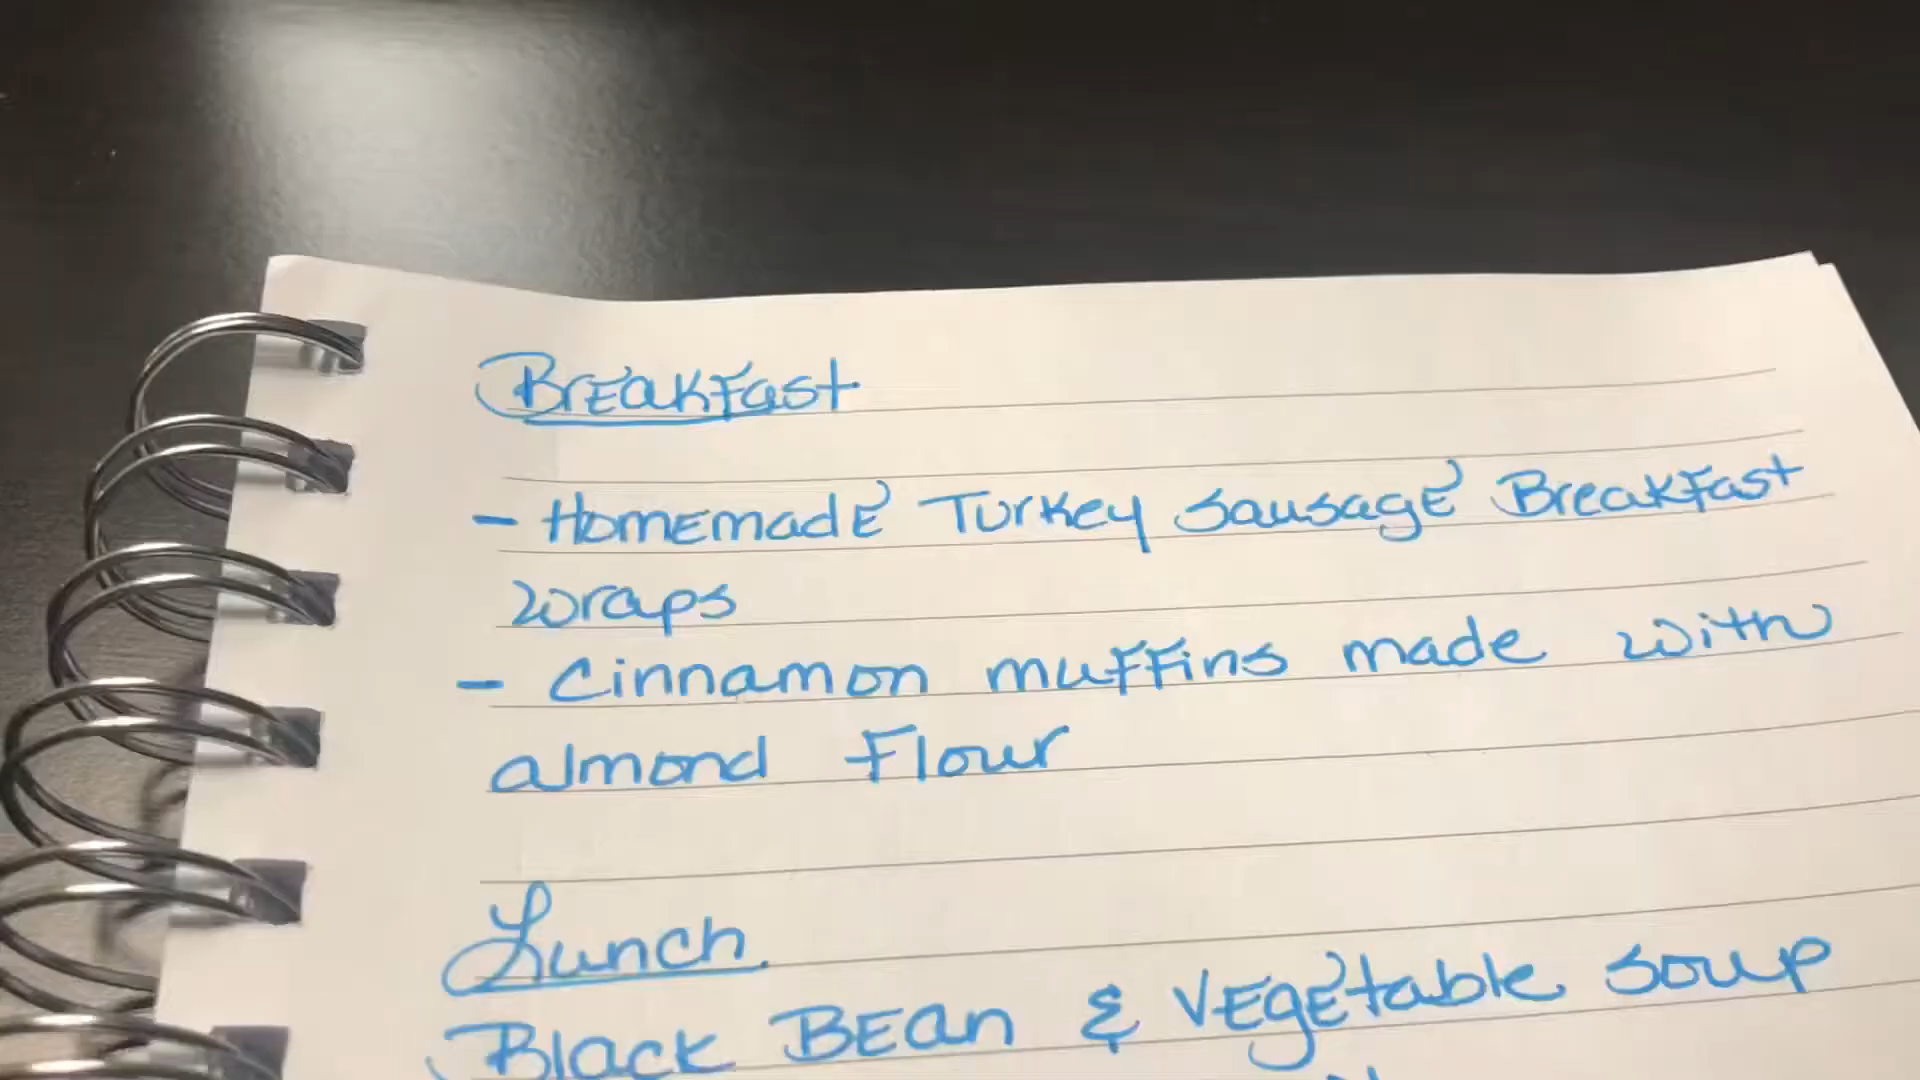 Breakfast
- Homemade Turkey Sausage Breakfast
wraps
- Cinnamon muffins made with
almond Flour
Lunch.
Black Bean & Vegetable Soup